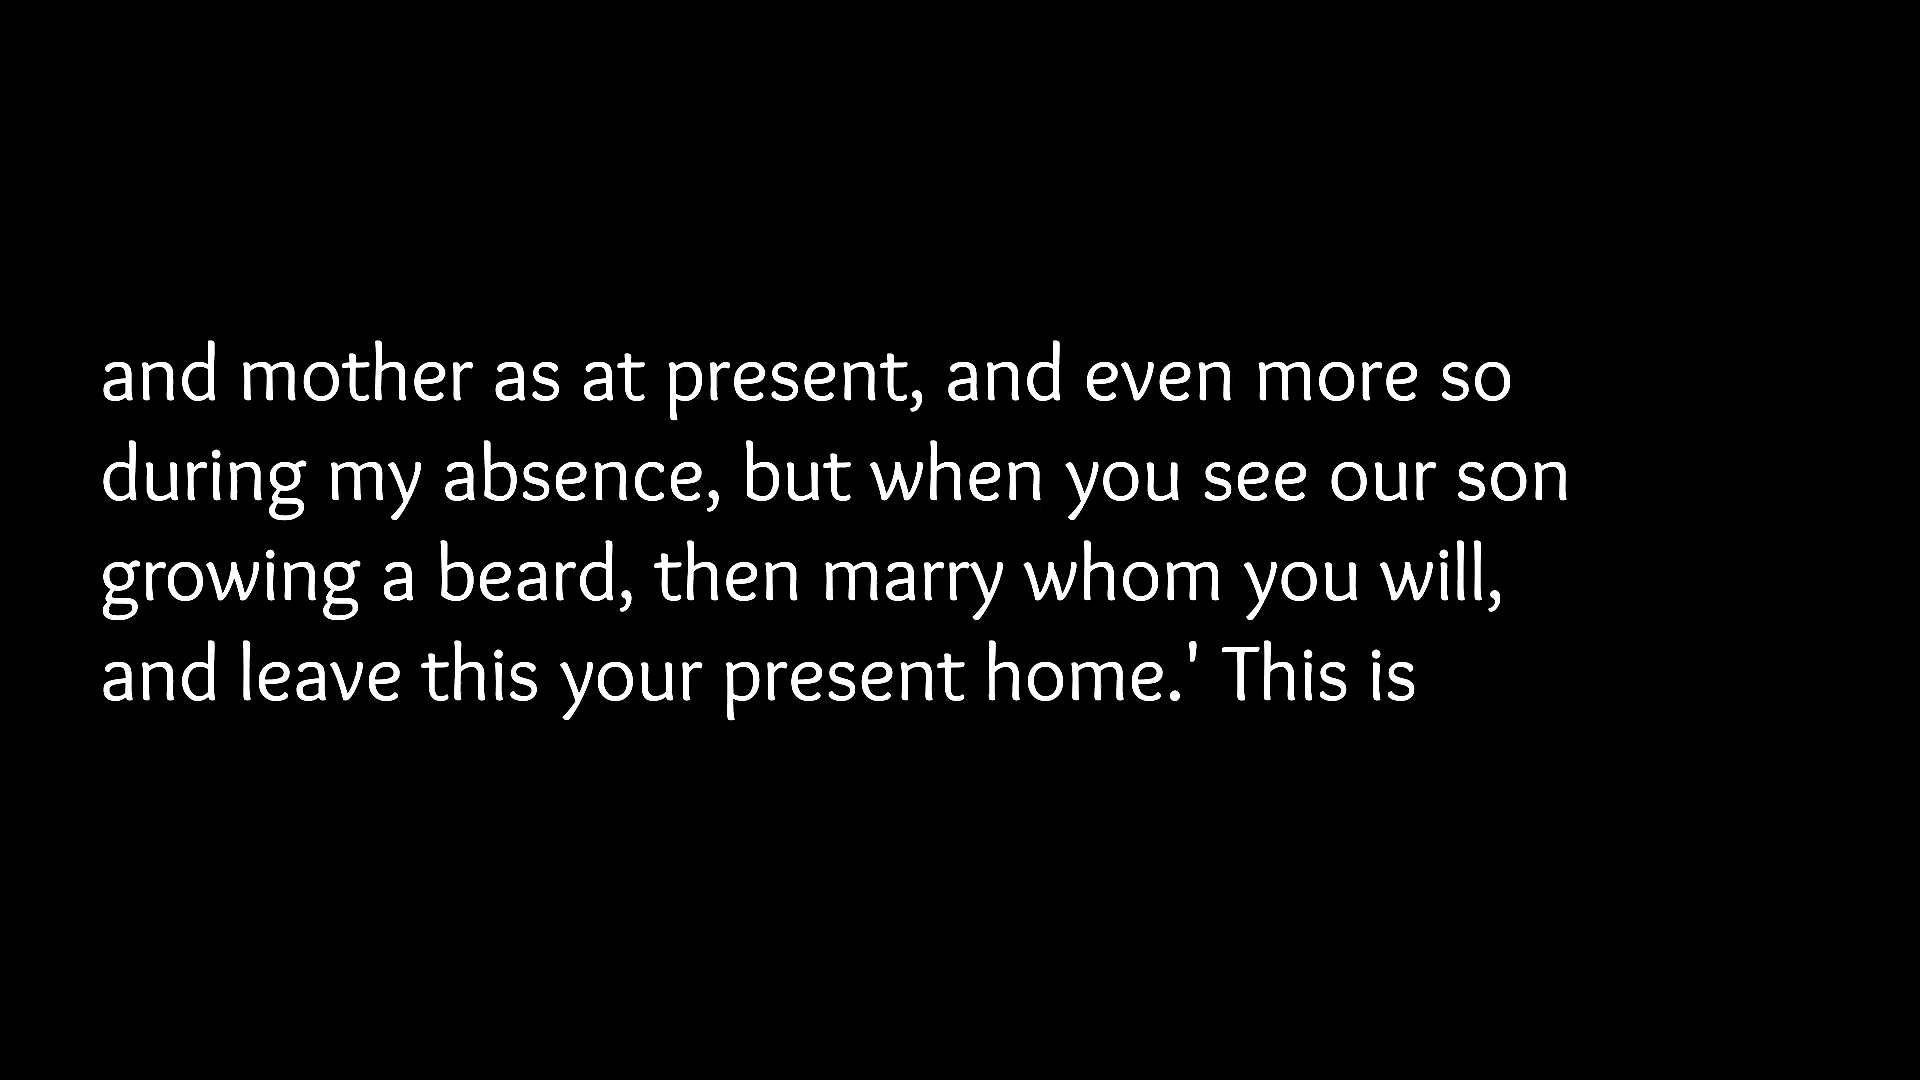 and mother as at present, and even more so
during my absence, but when you see our son
growing a beard, then marry whom you will,
and leave this your present home.' This is